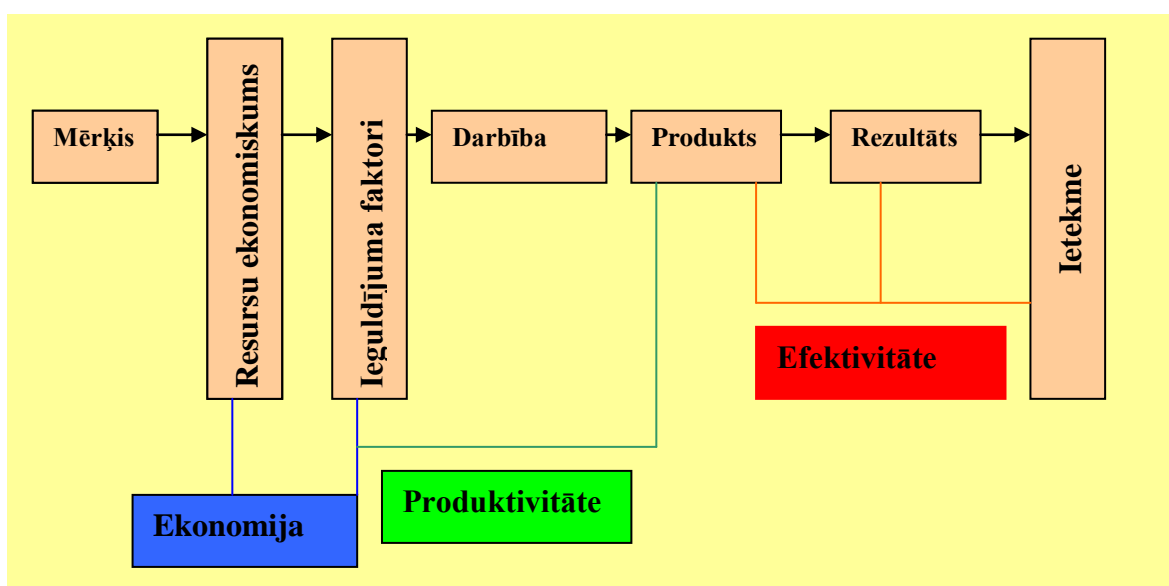 Mērķis
Resursu ekonomiskums
Ieguldījuma faktori
Darbība
Produkts
Rezultāts
Ietekme
Efektivitāte
Produktivitāte
Ekonomija